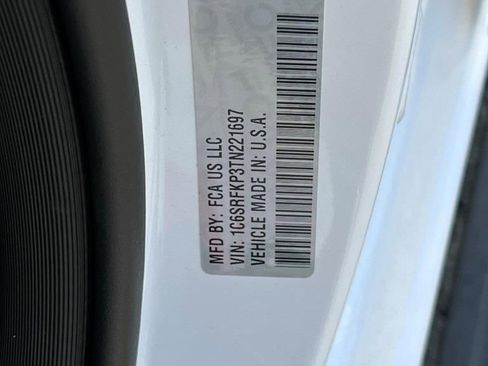 MFD BY: FCA US LLC
VIN: 1C6SRFKP3TN221697
VEHICLE MADE IN: U.S.A.